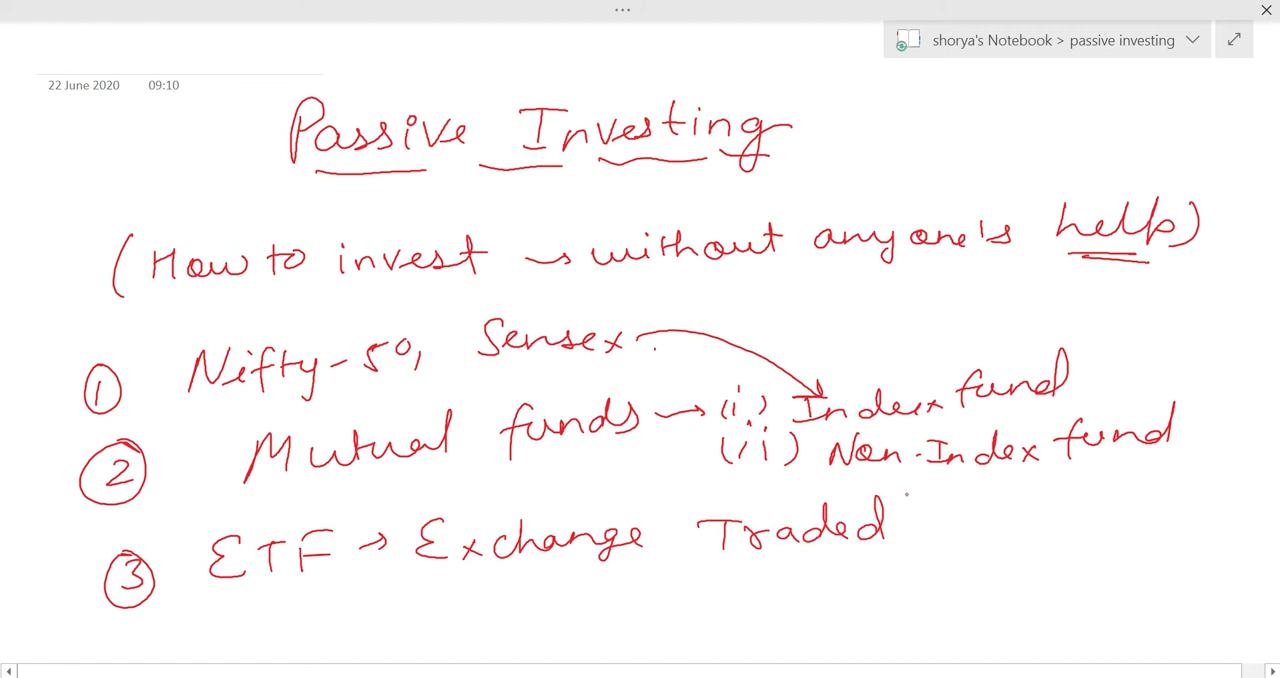 shorya's Notebook > passive investing
22 June 2020 09:10
Passive Investing
(How to invest → without anyone's help)
① Nifty-50, Sensex
② Mutual funds → (i) Index fund
(ii) Non-Index fund
③ ETF → Exchange Traded